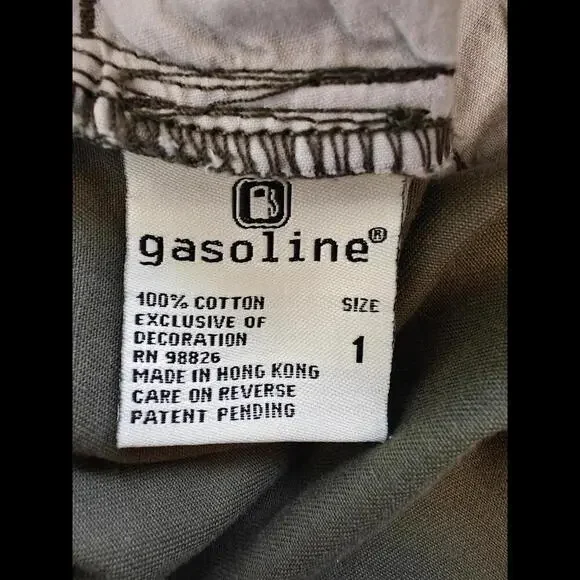 gasoline®
100% COTTON SIZE
EXCLUSIVE OF
DECORATION 1
RN 98826
MADE IN HONG KONG
CARE ON REVERSE
PATENT PENDING